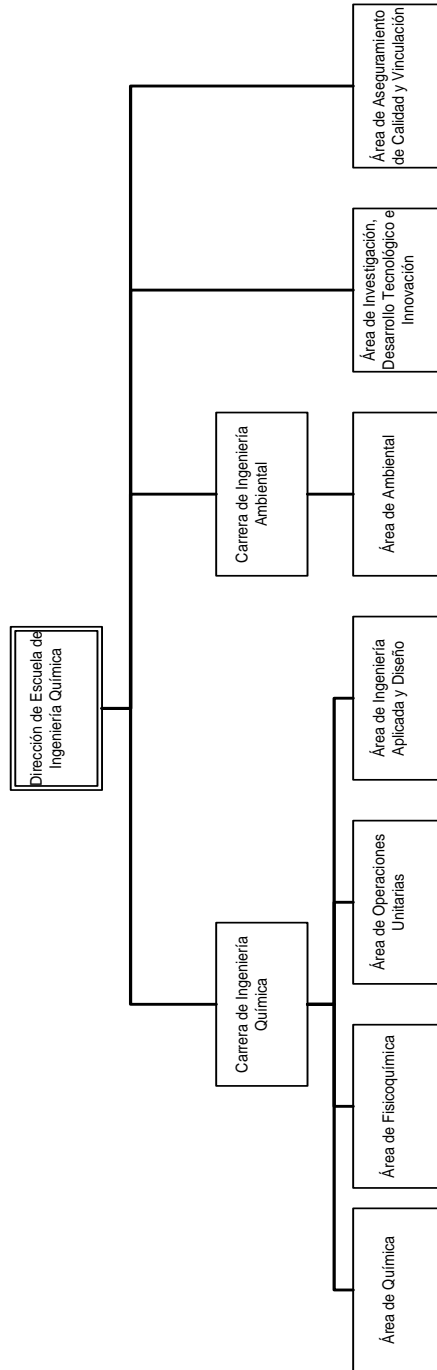 Dirección de Escuela de
Ingeniería Química
Carrera de Ingeniería
Química
Carrera de Ingeniería
Ambiental
Área de Química
Área de Fisicoquímica
Área de Operaciones
Unitarias
Área de Ingeniería
Aplicada y Diseño
Área de Ambiental
Área de Investigación,
Desarrollo Tecnológico e
Innovación
Área de Aseguramiento
de Calidad y Vinculación